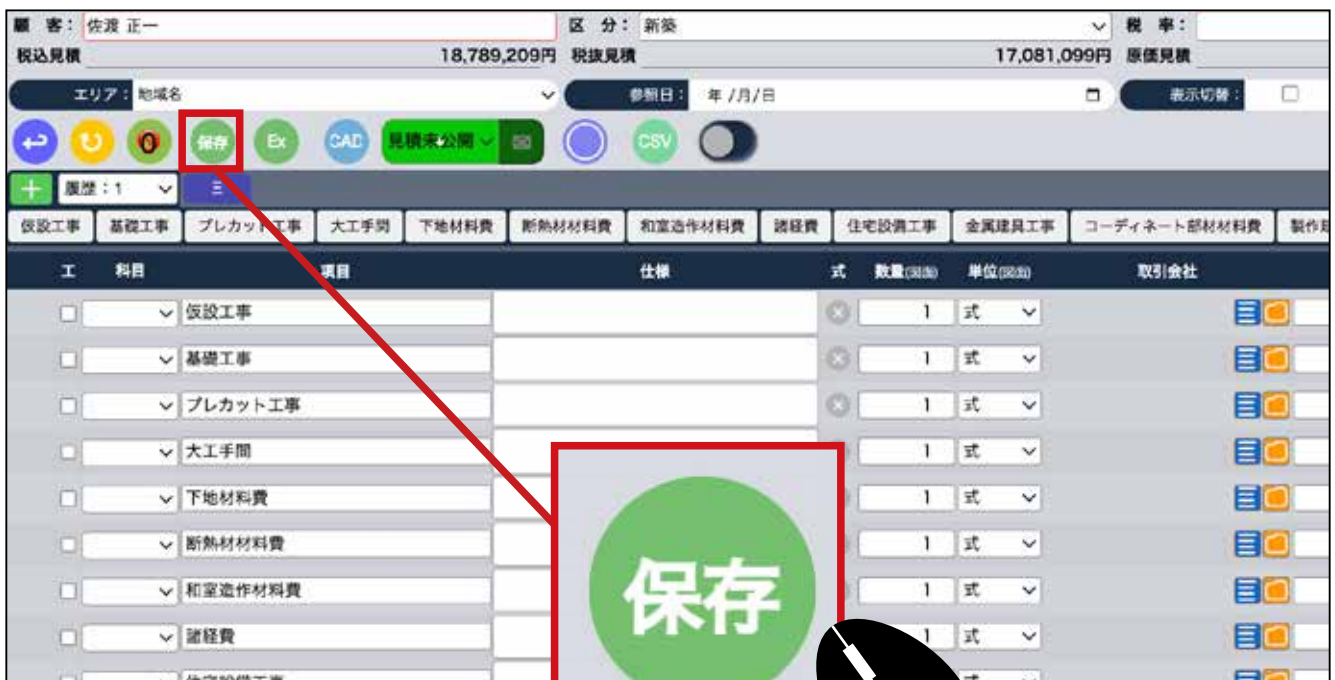 顧 客： 佐渡 正一 区 分： 新築 税 率：
税込見積 18,789,209円 税抜見積 17,081,099円 原価見積
エリア： 地域名 参照日： 年 /月/日 表示切替：
保存 Ex CAD 見積未公開 CSV
＋ 履歴：1
仮設工事 基礎工事 プレカット工事 大工手間 下地材料費 断熱材材料費 和室造作材料費 諸経費 住宅設備工事 金属建具工事 コーディネート部材材料費 製作
工 科目 項目 仕様 式 数量 単位 取引会社
仮設工事 1 式
基礎工事 1 式
プレカット工事 1 式
大工手間 1 式
下地材料費 1 式
断熱材材料費 1 式
和室造作材料費 1 式
諸経費 1 式
住宅設備工事 式
保存